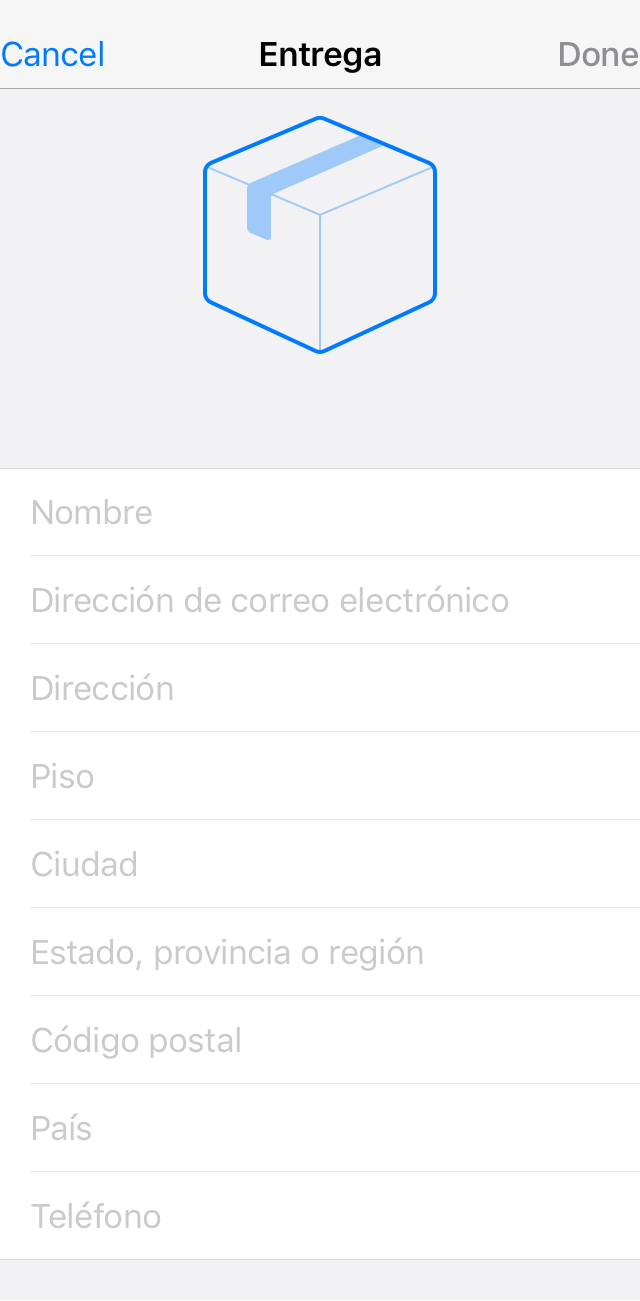 Cancel Entrega Done
Nombre
Dirección de correo electrónico
Dirección
Piso
Ciudad
Estado, provincia o región
Código postal
País
Teléfono